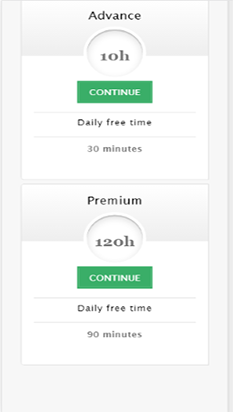 Advance
10h
CONTINUE
Daily free time
30 minutes
Premium
120h
CONTINUE
Daily free time
90 minutes